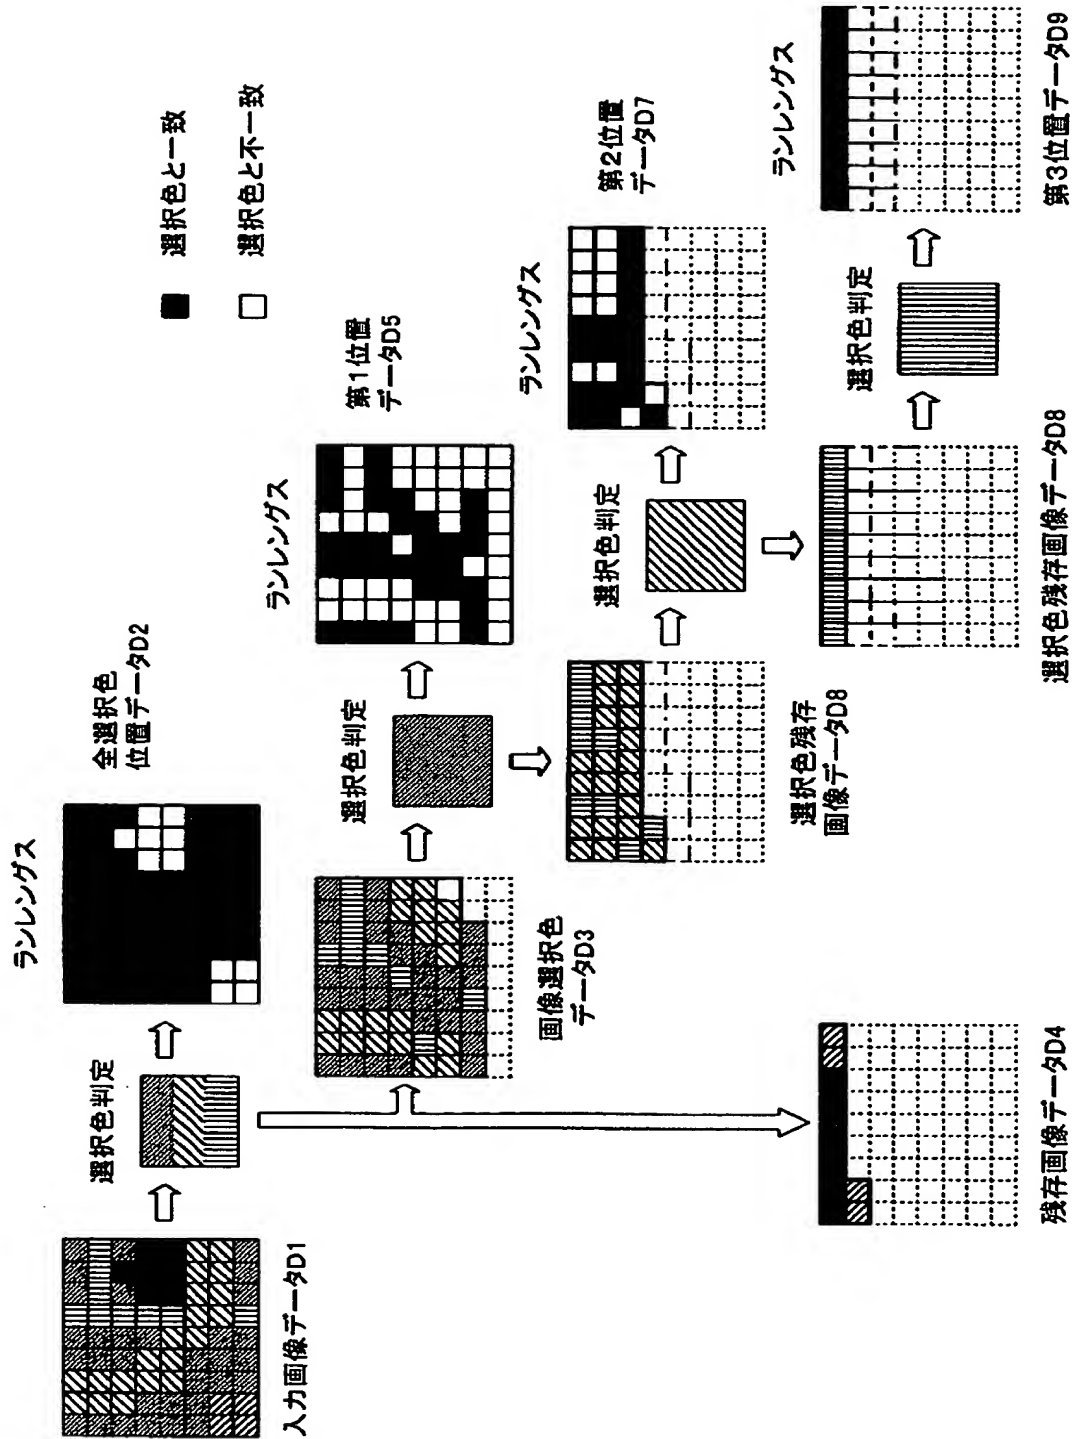 ランレングス
全選択色
位置データD2
選択色判定
入力画像データD1
■ 選択色と一致
□ 選択色と不一致
ランレングス
第1位置
データD5
選択色判定
画像選択色
データD3
ランレングス
第2位置
データD7
選択色判定
選択色残存
画像データD8
ランレングス
選択色判定
第3位置データD9
選択色残存画像データD8
残存画像データD4